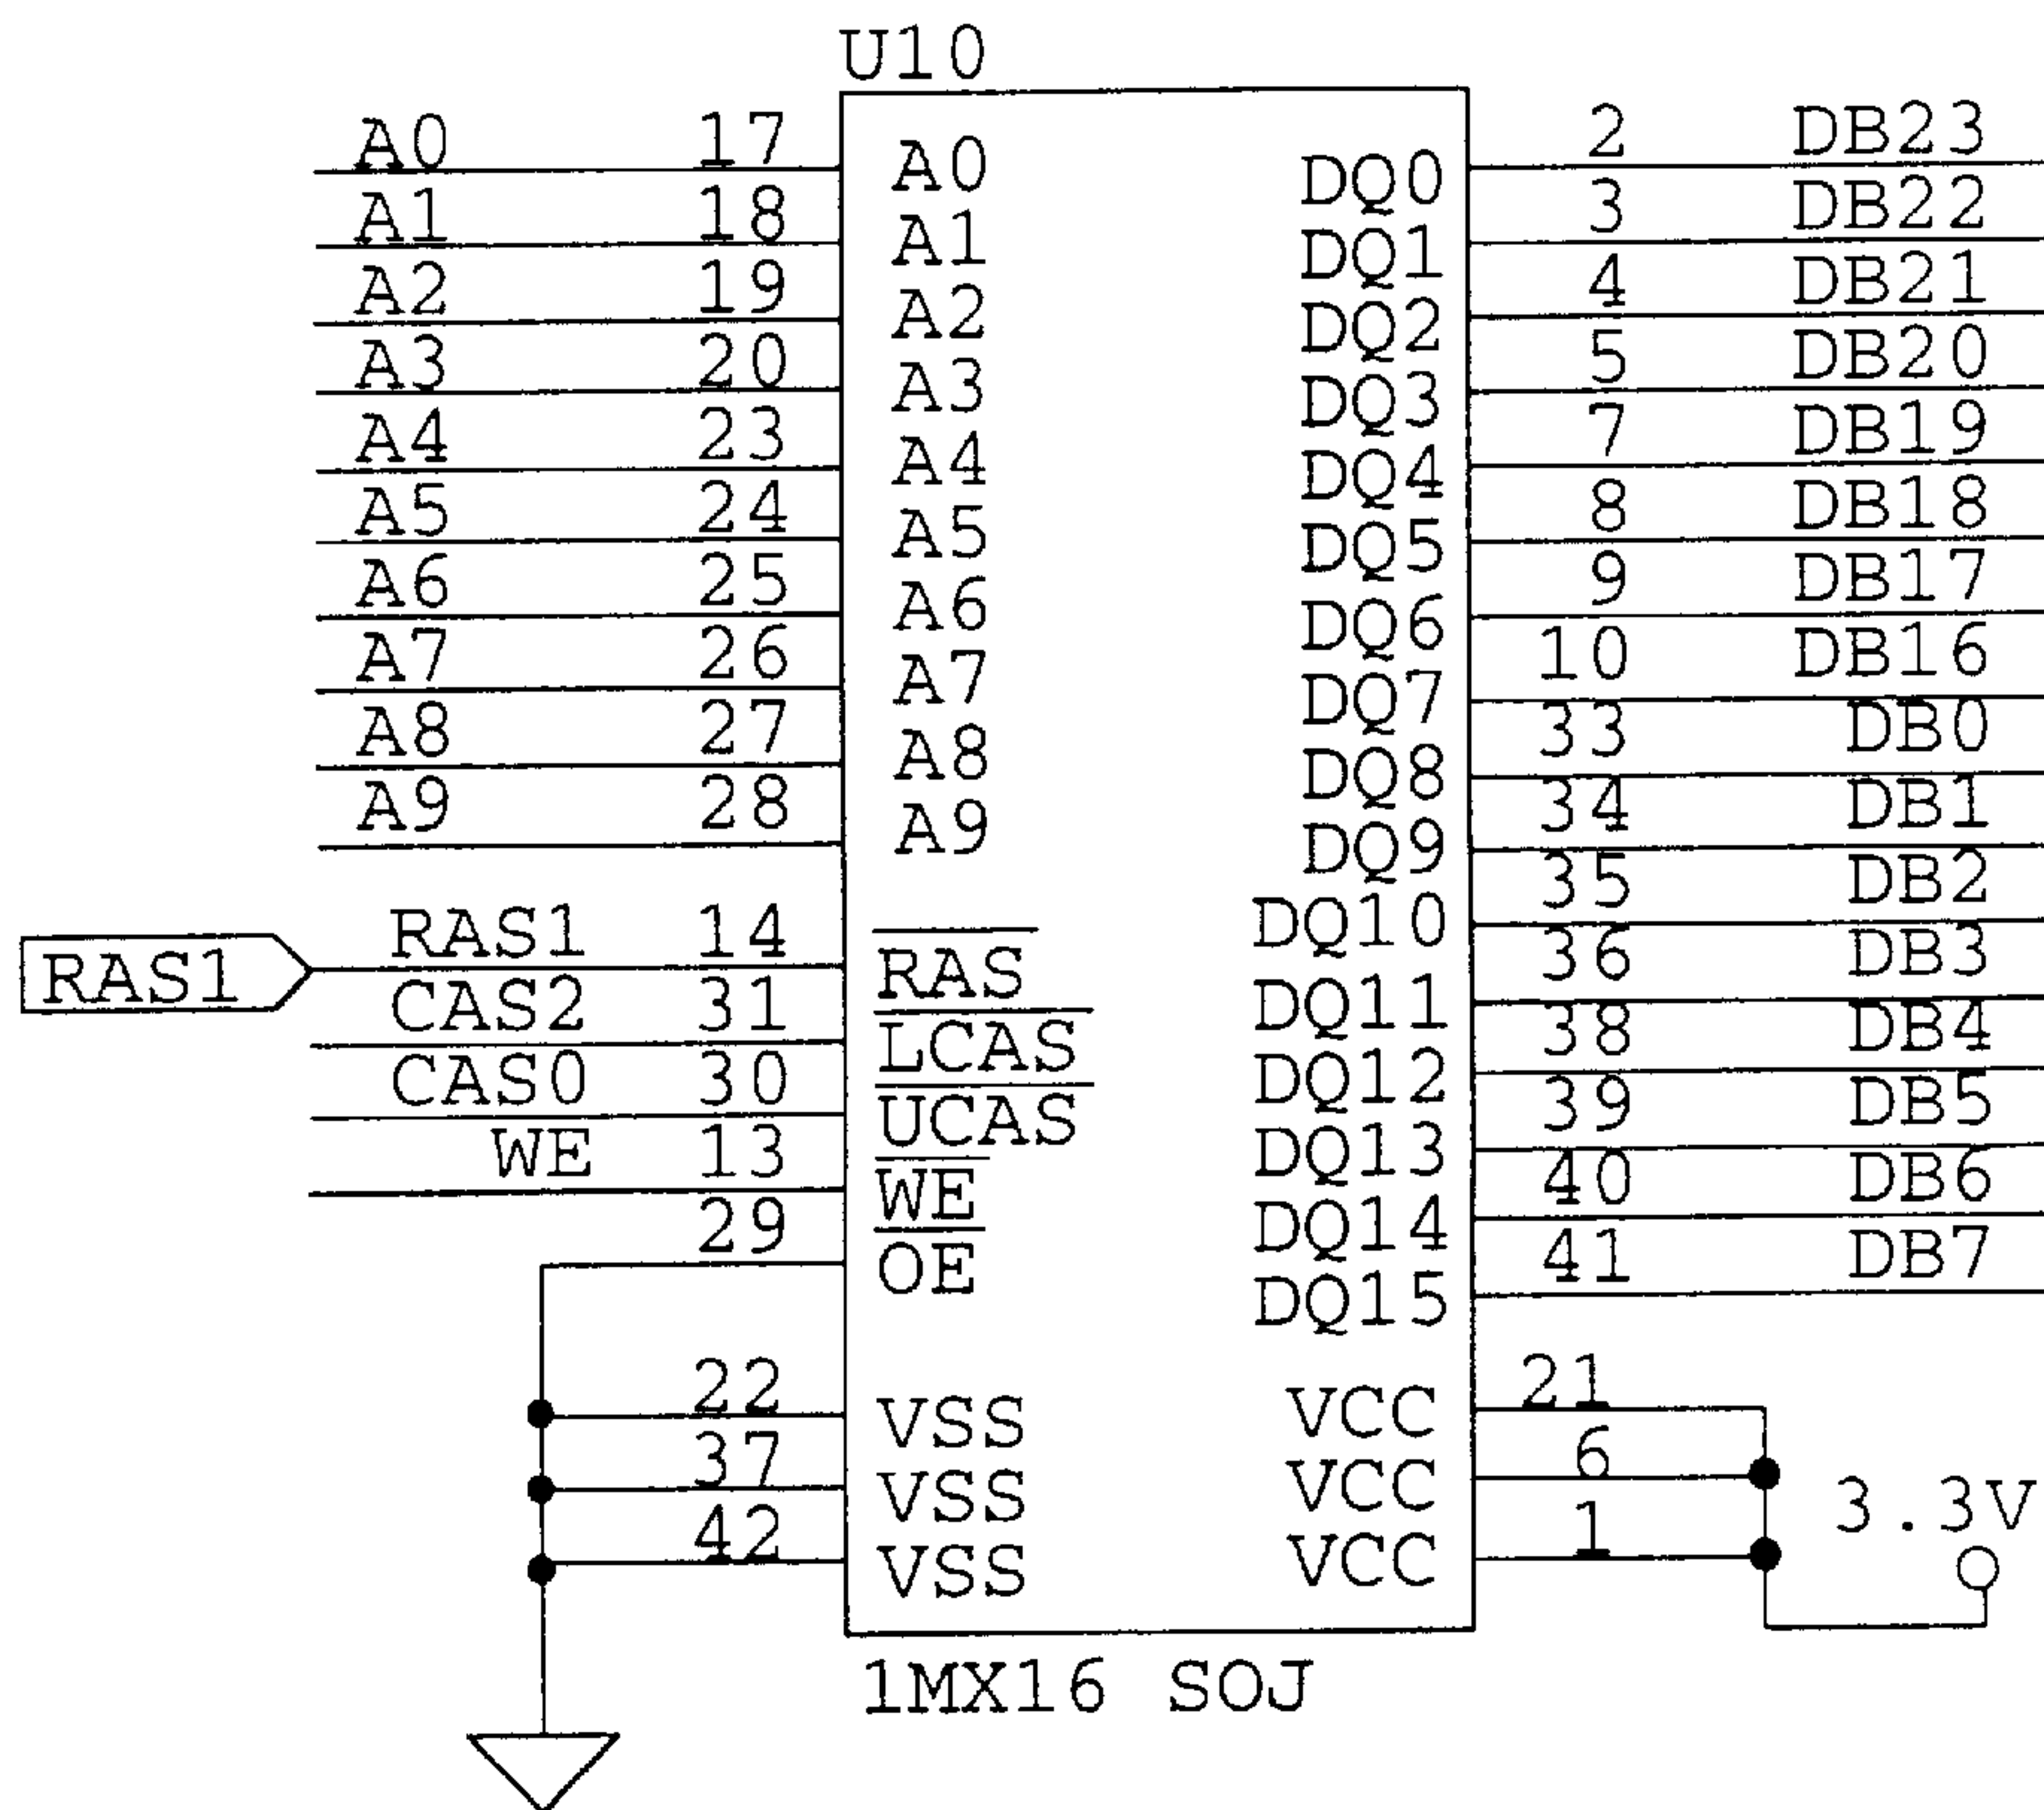 U10
A0 17 A0 DQ0 2 DB23
A1 18 A1 DQ1 3 DB22
A2 19 A2 DQ2 4 DB21
A3 20 A3 DQ3 5 DB20
A4 23 A4 DQ4 7 DB19
A5 24 A5 DQ5 8 DB18
A6 25 A6 DQ6 9 DB17
A7 26 A7 DQ7 10 DB16
A8 27 A8 DQ8 33 DB0
A9 28 A9 DQ9 34 DB1
DQ10 35 DB2
RAS1 RAS1 14 RAS DQ11 36 DB3
CAS2 31 LCAS DQ12 38 DB4
CAS0 30 UCAS DQ13 39 DB5
WE 13 WE DQ14 40 DB6
29 OE DQ15 41 DB7
22 VSS VCC 21
37 VSS VCC 6
42 VSS VCC 1 3.3V
1MX16 SOJ